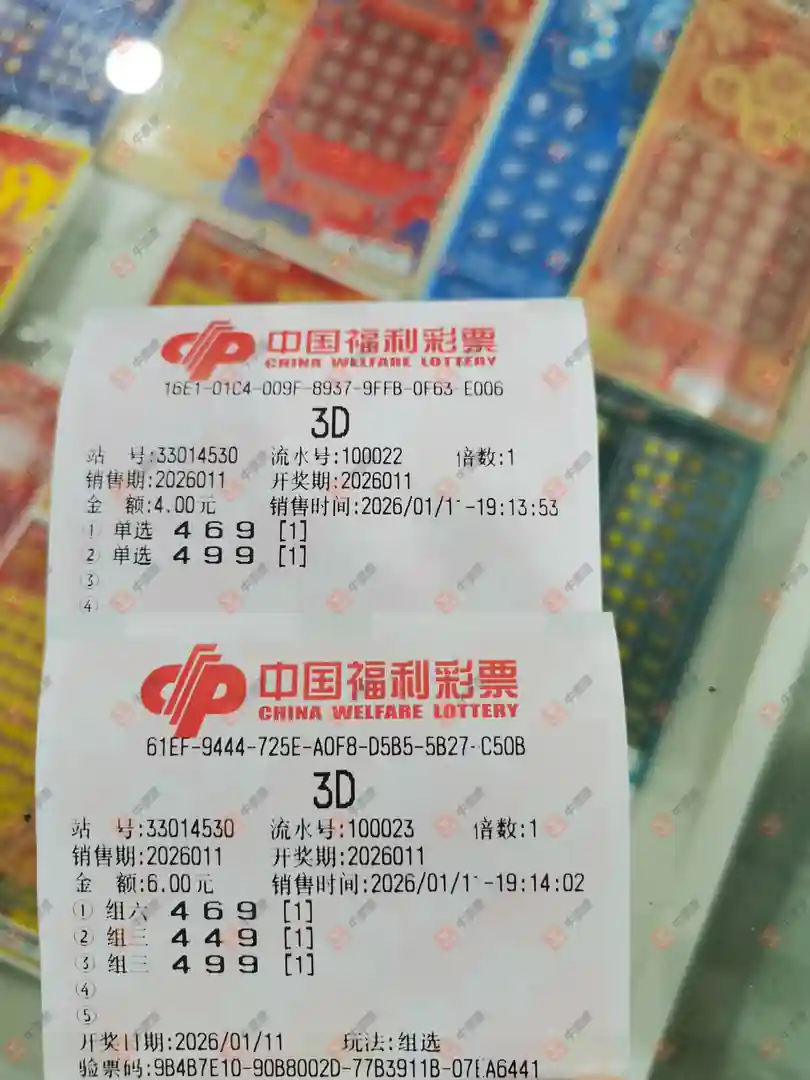 中国福利彩票
CHINA WELFARE LOTTERY
16E1-01C4-009F-8937-9FFB-0F63 E006
3D
站 号:33014530 流水号:100022 倍数:1
销售期:2026011 开奖期:2026011
金 额:4.00元 销售时间:2026/01/1 -19:13:53
① 单选 4 6 9 [1]
② 单选 4 9 9 [1]
③
④
中国福利彩票
CHINA WELFARE LOTTERY
61EF-9444-725E-A0F8-D5B5-5B27-C50B
3D
站 号:33014530 流水号:100023 倍数:1
销售期:2026011 开奖期:2026011
金 额:6.00元 销售时间:2026/01/1 -19:14:02
① 组六 4 6 9 [1]
② 组三 4 4 9 [1]
③ 组三 4 9 9 [1]
④
⑤
开奖日期:2026/01/11 玩法:组选
验票码:9B4B7E10-90B8002D-77B3911B-07 A6441